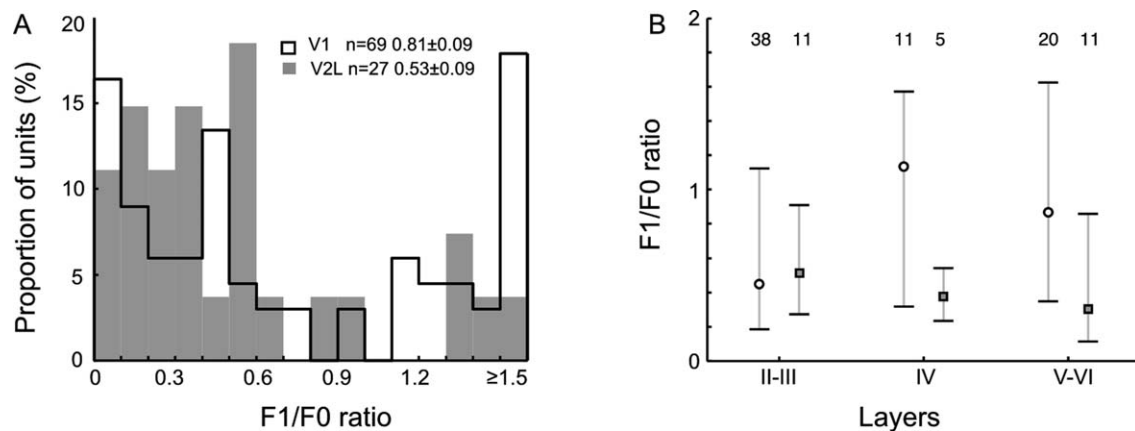 A
20
15
10
5
0
Proportion of units (%)
V1 n=69 0.81±0.09
V2L n=27 0.53±0.09
0 0.3 0.6 0.9 1.2 ≥1.5
F1/F0 ratio
B
2
1
0
F1/F0 ratio
38 11 11 5 20 11
II-III IV V-VI
Layers